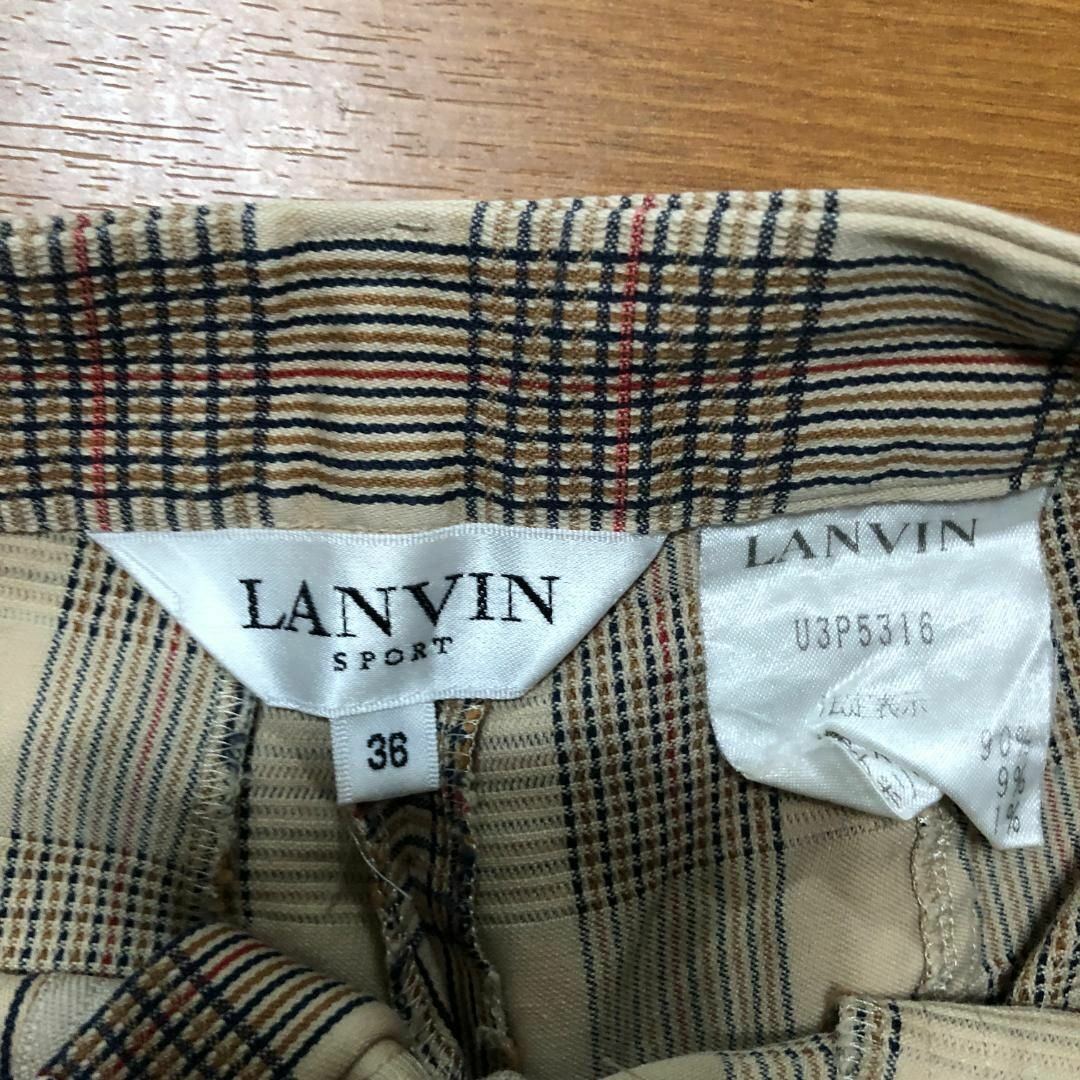 LANVIN
SPORT
36
LANVIN
U3P5316
90%
9%
1%